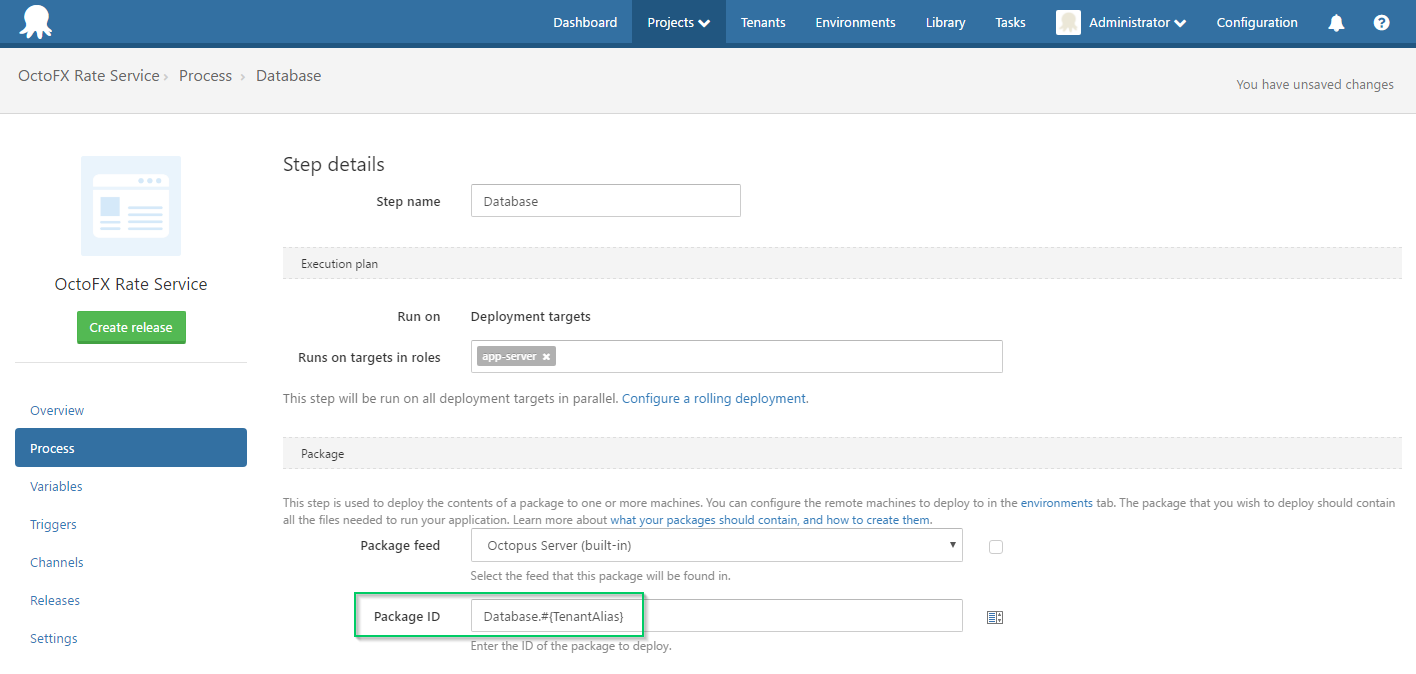 Dashboard Projects Tenants Environments Library Tasks Administrator Configuration
OctoFX Rate Service › Process › Database
You have unsaved changes
OctoFX Rate Service
Create release
Overview
Process
Variables
Triggers
Channels
Releases
Settings
Step details
Step name Database
Execution plan
Run on Deployment targets
Runs on targets in roles app-server ×
This step will be run on all deployment targets in parallel. Configure a rolling deployment.
Package
This step is used to deploy the contents of a package to one or more machines. You can configure the remote machines to deploy to in the environments tab. The package that you wish to deploy should contain
all the files needed to run your application. Learn more about what your packages should contain, and how to create them.
Package feed Octopus Server (built-in)
Select the feed that this package will be found in.
Package ID Database.#{TenantAlias}
Enter the ID of the package to deploy.